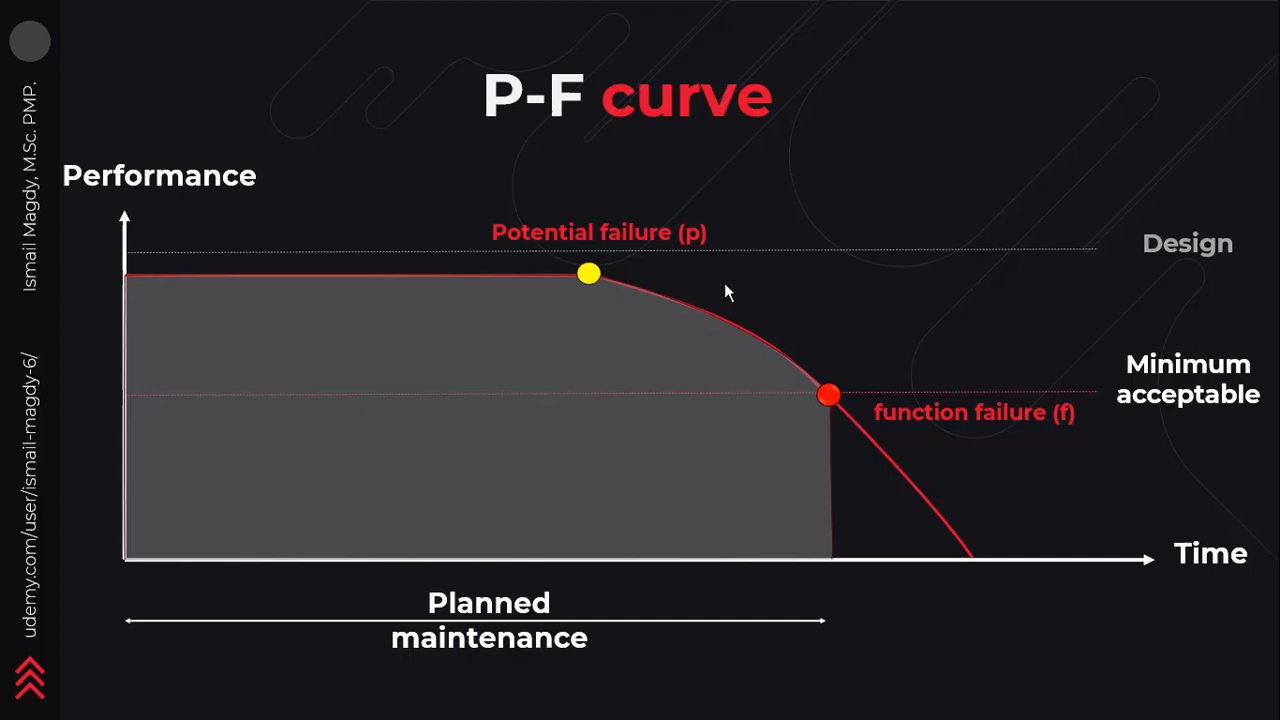 P-F curve
Performance
Potential failure (p)
Design
Minimum
acceptable
function failure (f)
Time
Planned
maintenance
Ismail Magdy, M.Sc. PMP.
udemy.com/user/ismail-magdy-6/